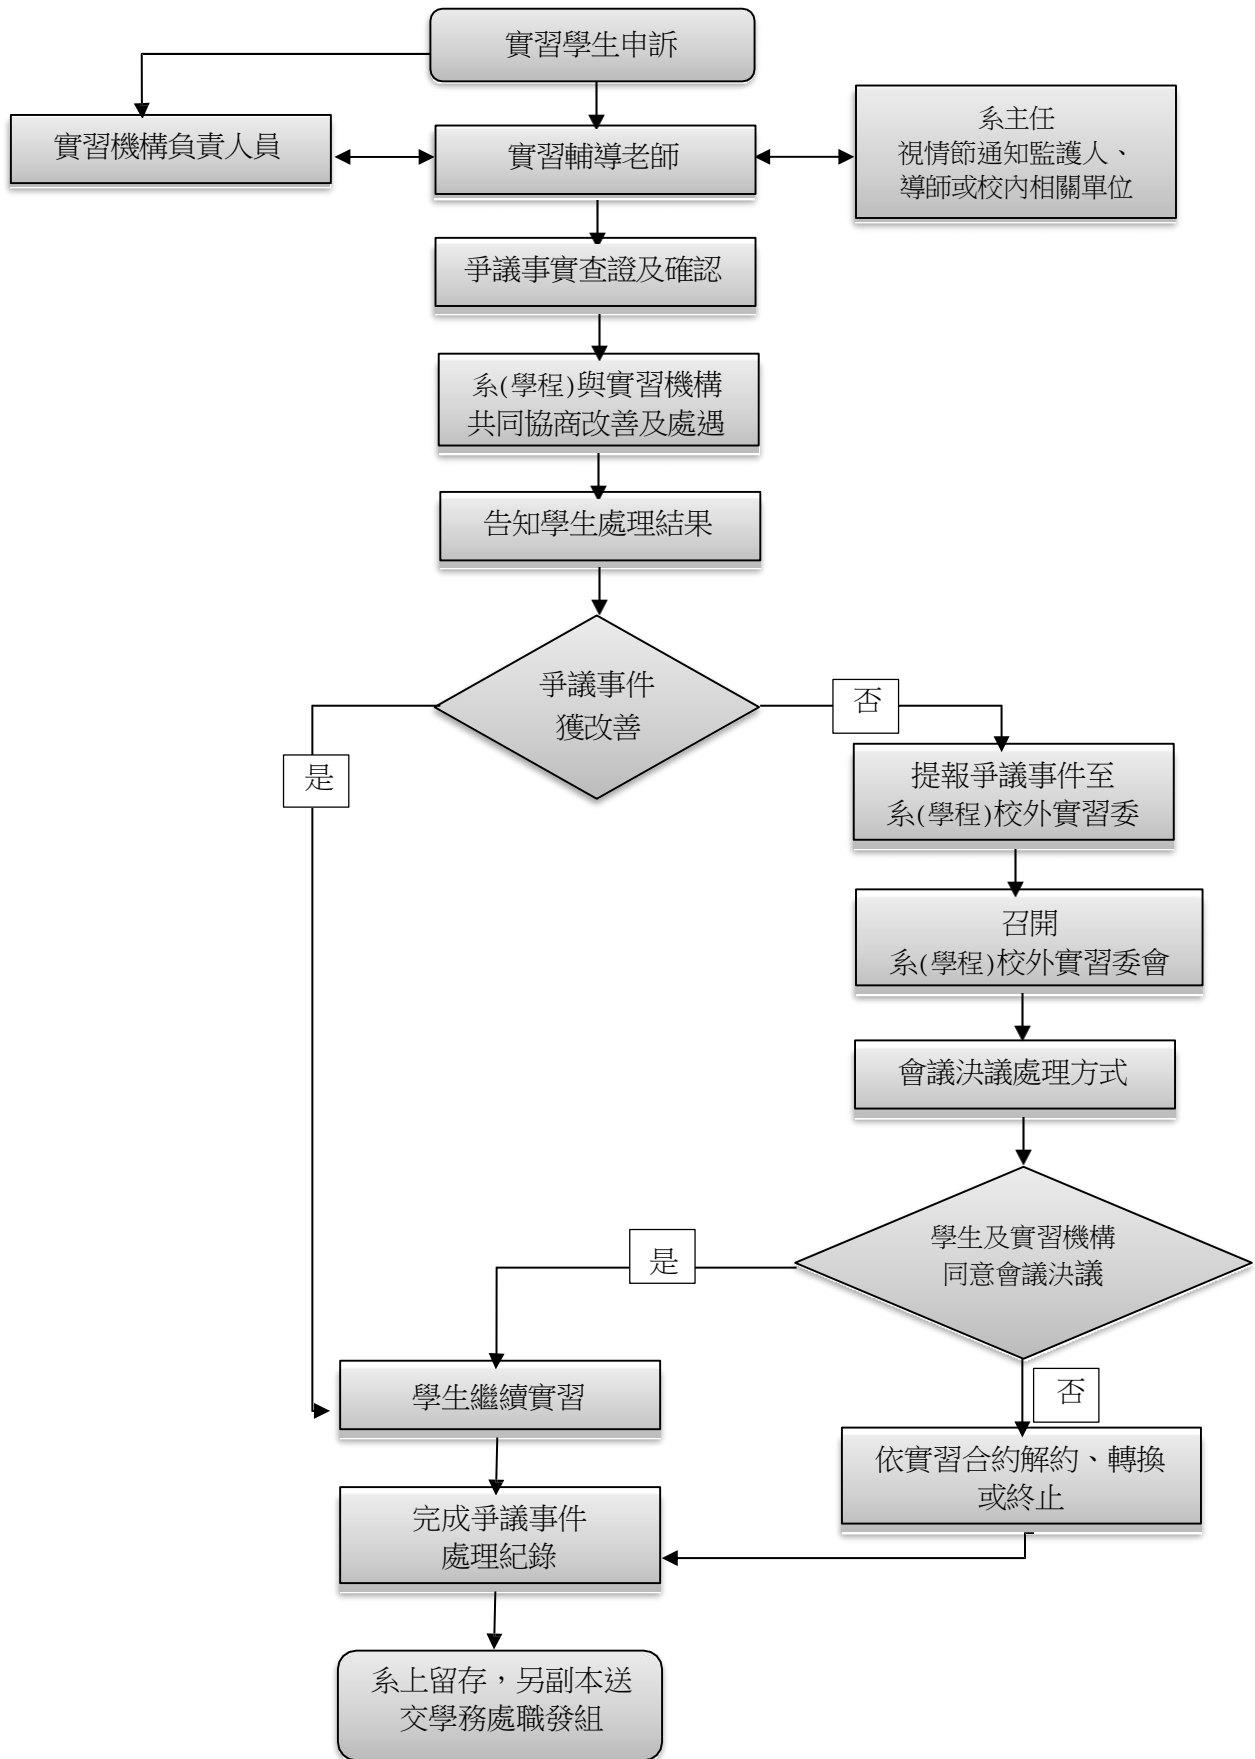 實習學生申訴
實習機構負責人員
實習輔導老師
系主任
視情節通知監護人、
導師或校內相關單位
爭議事實查證及確認
系(學程)與實習機構
共同協商改善及處遇
告知學生處理結果
爭議事件
獲改善
否
是
提報爭議事件至
系(學程)校外實習委
召開
系(學程)校外實習委會
會議決議處理方式
學生及實習機構
同意會議決議
是
否
學生繼續實習
依實習合約解約、轉換
或終止
完成爭議事件
處理紀錄
系上留存，另副本送
交學務處職發組